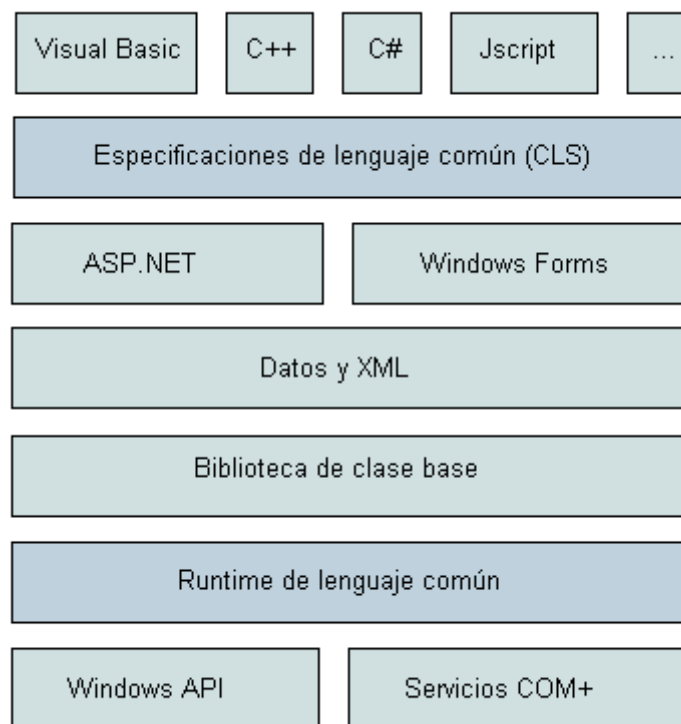 Visual Basic C++ C# Jscript ...
Especificaciones de lenguaje común (CLS)
ASP.NET Windows Forms
Datos y XML
Biblioteca de clase base
Runtime de lenguaje común
Windows API Servicios COM+